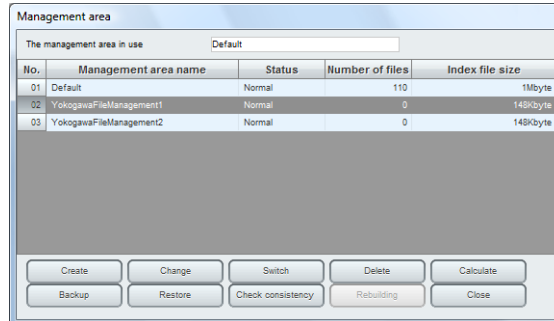 Management area
The management area in use Default
No. Management area name Status Number of files Index file size
01 Default Normal 110 1Mbyte
02 YokogawaFileManagement1 Normal 0 148Kbyte
03 YokogawaFileManagement2 Normal 0 148Kbyte
Create Change Switch Delete Calculate
Backup Restore Check consistency Rebuilding Close